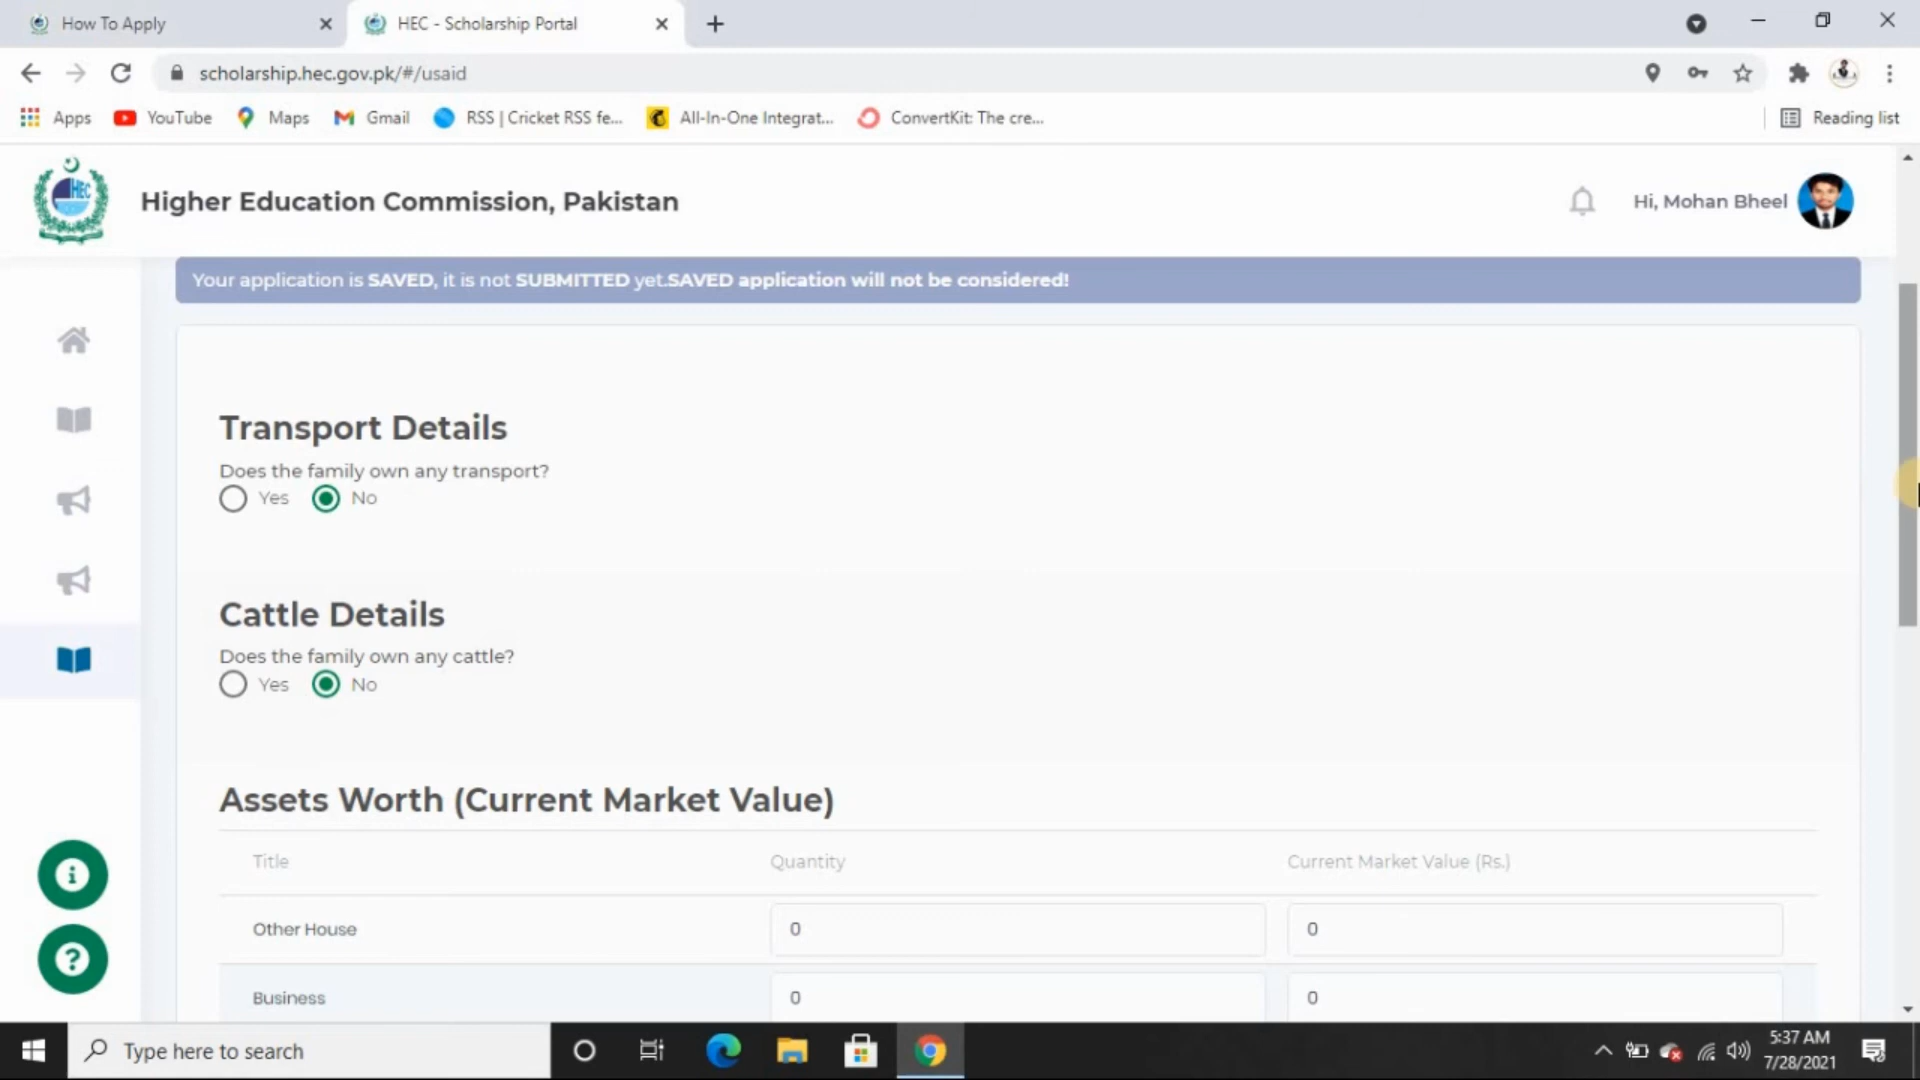 How To Apply
HEC - Scholarship Portal
scholarship.hec.gov.pk/#/usaid
Apps
YouTube
Maps
Gmail
RSS | Cricket RSS fe...
All-In-One Integrat...
ConvertKit: The cre...
Reading list
HEC
Higher Education Commission, Pakistan
Hi, Mohan Bheel
Your application is SAVED, it is not SUBMITTED yet.SAVED application will not be considered!
Transport Details
Does the family own any transport?
Yes No
Cattle Details
Does the family own any cattle?
Yes No
Assets Worth (Current Market Value)
Title Quantity Current Market Value (Rs.)
Other House 0 0
Business 0 0
Type here to search
5:37 AM
7/28/2021